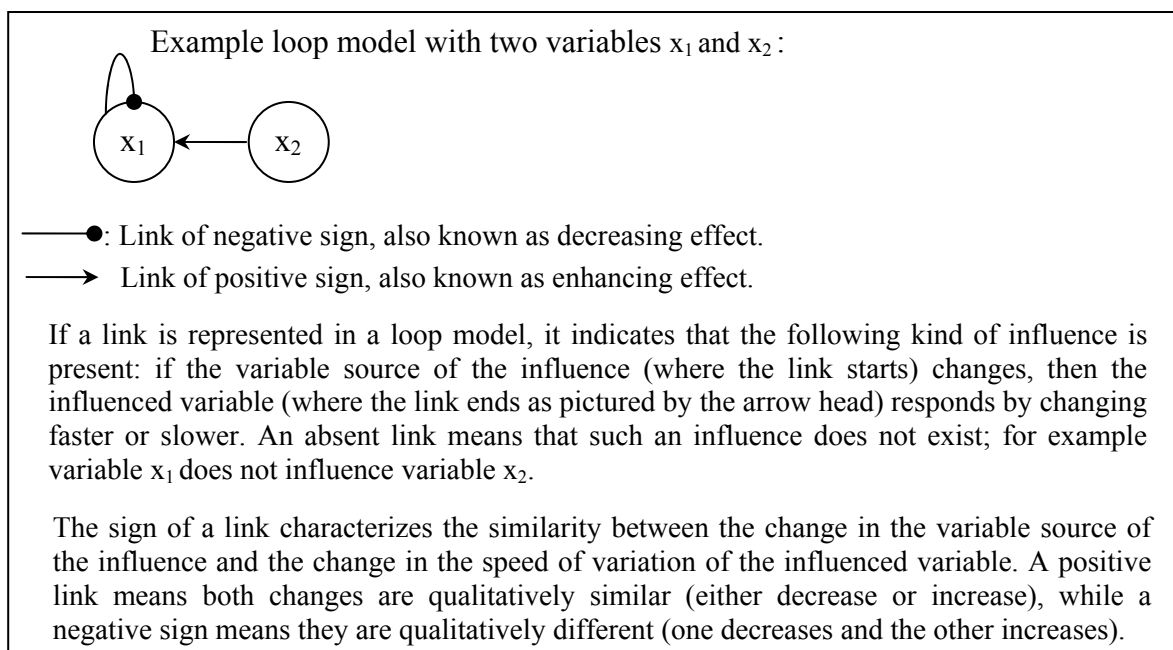 Example loop model with two variables x₁ and x₂ :
x₁ x₂
: Link of negative sign, also known as decreasing effect.
Link of positive sign, also known as enhancing effect.
If a link is represented in a loop model, it indicates that the following kind of influence is
present: if the variable source of the influence (where the link starts) changes, then the
influenced variable (where the link ends as pictured by the arrow head) responds by changing
faster or slower. An absent link means that such an influence does not exist; for example
variable x₁ does not influence variable x₂.
The sign of a link characterizes the similarity between the change in the variable source of
the influence and the change in the speed of variation of the influenced variable. A positive
link means both changes are qualitatively similar (either decrease or increase), while a
negative sign means they are qualitatively different (one decreases and the other increases).